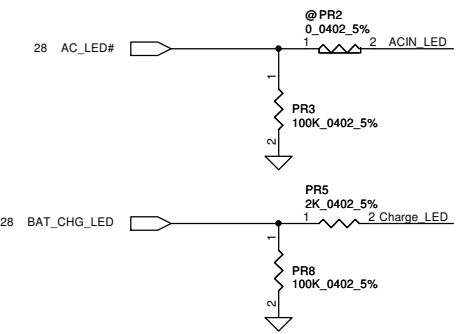 @ PR2
0_0402_5%
28 AC_LED# 1 2 ACIN_LED
1
PR3
100K_0402_5%
2
PR5
2K_0402_5%
28 BAT_CHG_LED 1 2 Charge_LED
1
PR8
100K_0402_5%
2